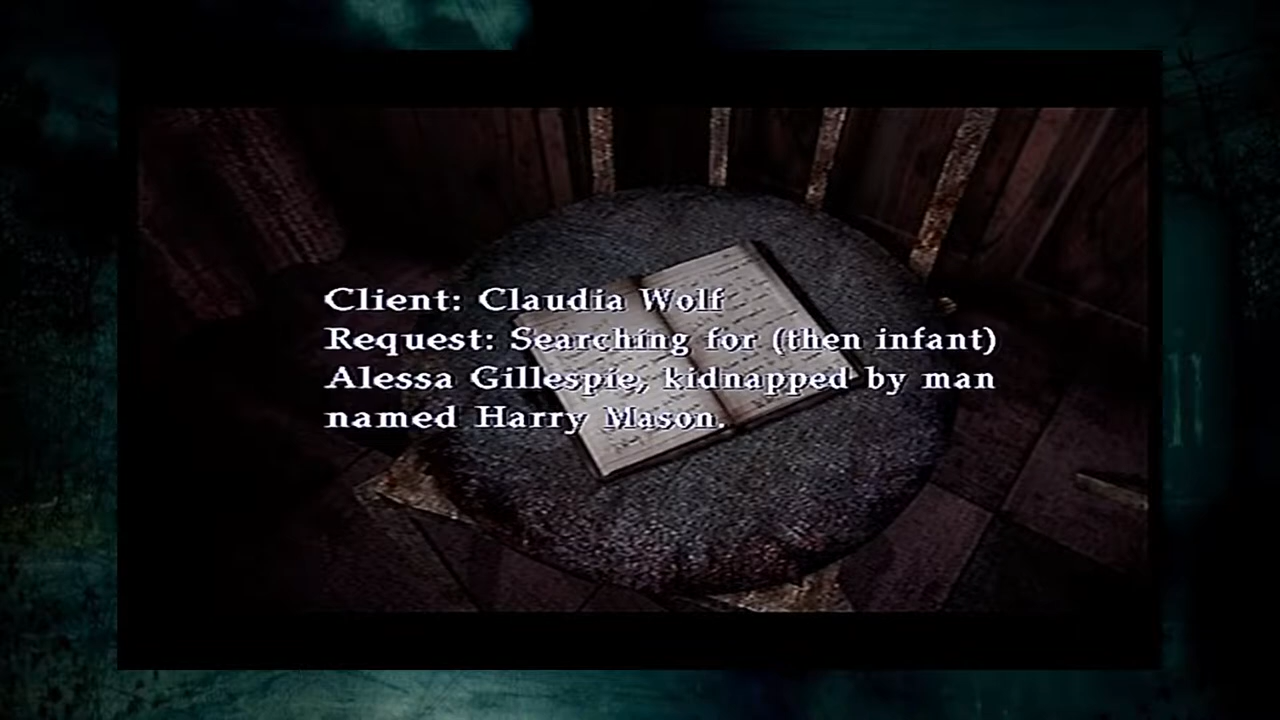 Client: Claudia Wolf
Request: Searching for (then infant)
Alessa Gillespie, kidnapped by man
named Harry Mason.